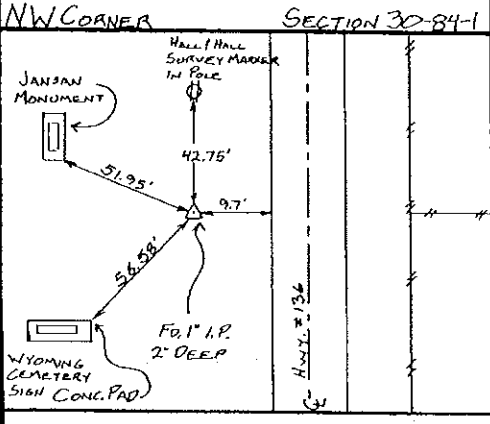 NW CORNER
SECTION 30-84-1
HALL & HALL
SURVEY MARKER
IN POLE
JANSAN
MONUMENT
42.75'
51.95'
9.7'
56.58'
FD. 1" I.P.
2" DEEP
HWY. #136
WYOMING
CEMETERY
SIGN CONC. PAD